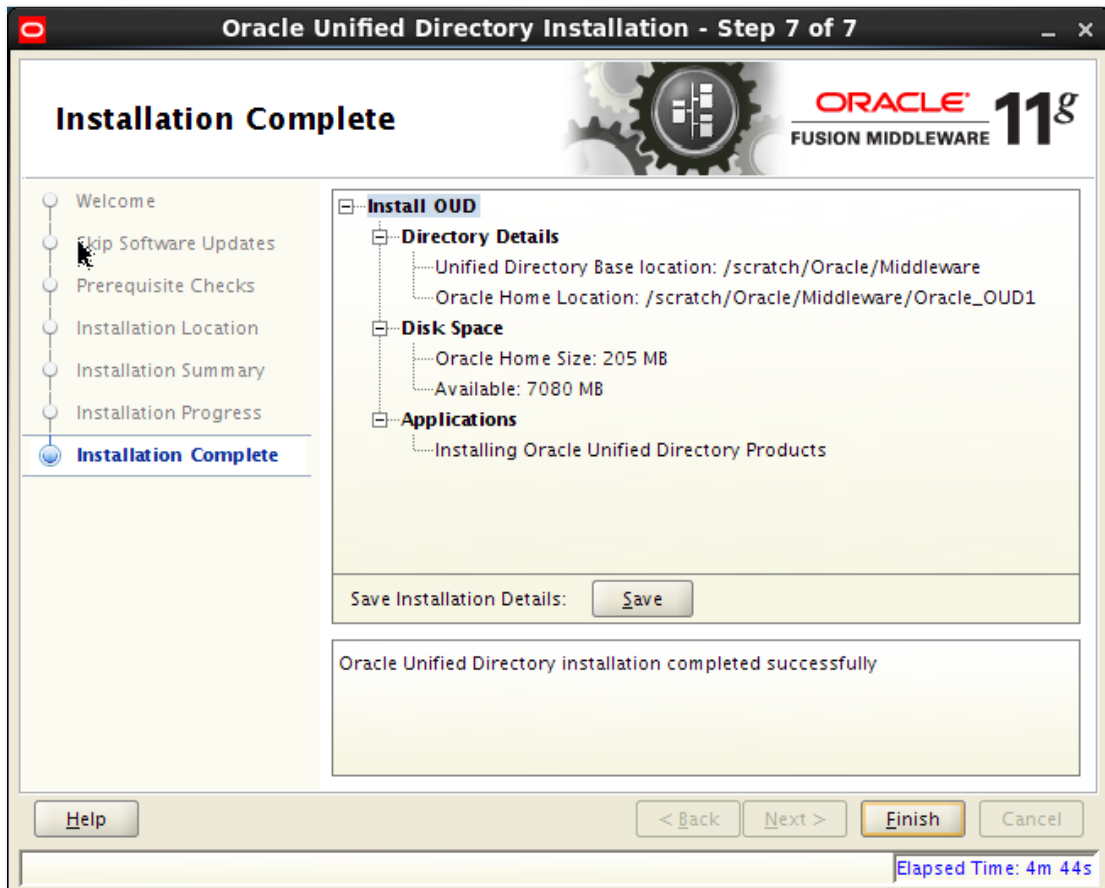 Oracle Unified Directory Installation - Step 7 of 7
Installation Complete
ORACLE
FUSION MIDDLEWARE 11g
Welcome
Skip Software Updates
Prerequisite Checks
Installation Location
Installation Summary
Installation Progress
Installation Complete
Install OUD
Directory Details
Unified Directory Base location: /scratch/Oracle/Middleware
Oracle Home Location: /scratch/Oracle/Middleware/Oracle_OUD1
Disk Space
Oracle Home Size: 205 MB
Available: 7080 MB
Applications
Installing Oracle Unified Directory Products
Save Installation Details: Save
Oracle Unified Directory installation completed successfully
Help < Back Next > Finish Cancel
Elapsed Time: 4m 44s